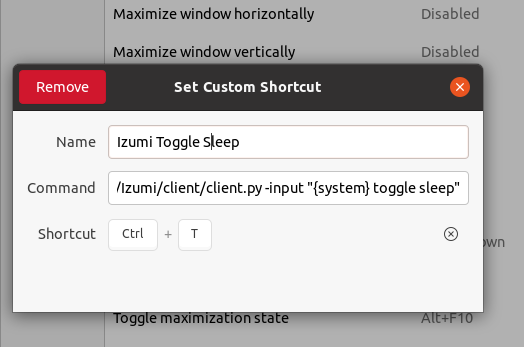 Maximize window horizontally Disabled
Maximize window vertically Disabled
Remove Set Custom Shortcut
Name Izumi Toggle Sleep
Command /Izumi/client/client.py -input "{system} toggle sleep"
Shortcut Ctrl + T
Toggle maximization state Alt+F10